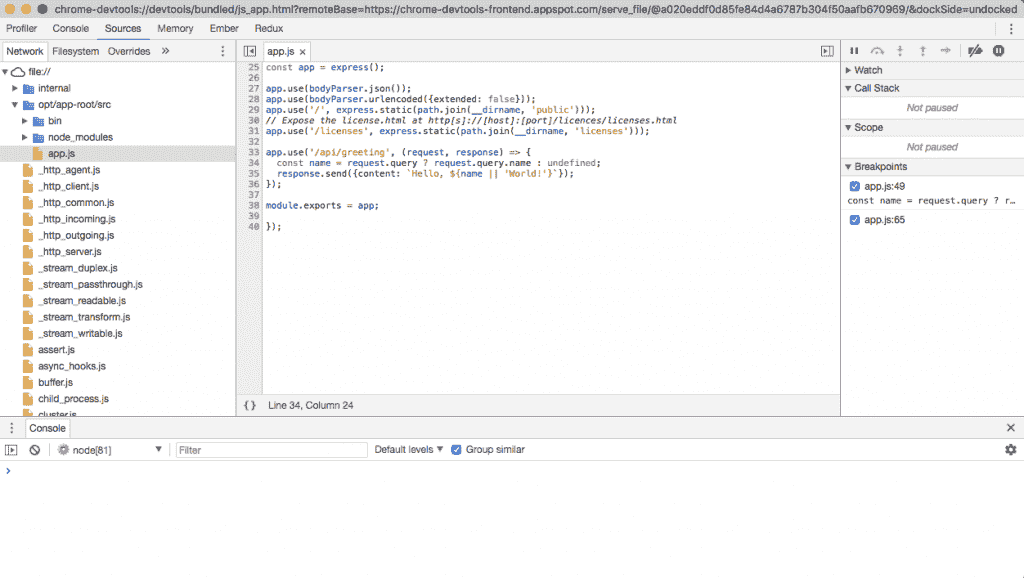 chrome-devtools://devtools/bundled/js_app.html?remoteBase=https://chrome-devtools-frontend.appspot.com/serve_file/@a020eddf0d85fe84d4a6787b304f50aafb670969/&dockSide=undocked
Profiler Console Sources Memory Ember Redux
Network Filesystem Overrides »
file://
internal
opt/app-root/src
bin
node_modules
app.js
_http_agent.js
_http_client.js
_http_common.js
_http_incoming.js
_http_outgoing.js
_http_server.js
_stream_duplex.js
_stream_passthrough.js
_stream_readable.js
_stream_transform.js
_stream_writable.js
assert.js
async_hooks.js
buffer.js
child_process.js
cluster.js
app.js ×
25 const app = express();
26
27 app.use(bodyParser.json());
28 app.use(bodyParser.urlencoded({extended: false}));
29 app.use('/', express.static(path.join(__dirname, 'public')));
30 // Expose the license.html at http[s]://[host]:[port]/licences/licenses.html
31 app.use('/licenses', express.static(path.join(__dirname, 'licenses')));
32
33 app.use('/api/greeting', (request, response) => {
34 const name = request.query ? request.query.name : undefined;
35 response.send({content: `Hello, ${name || 'World!'}`});
36 });
37
38 module.exports = app;
39
40 });
{} Line 34, Column 24
Watch
Call Stack
Not paused
Scope
Not paused
Breakpoints
app.js:49
const name = request.query ? r…
app.js:65
Console
node[81] Filter Default levels Group similar